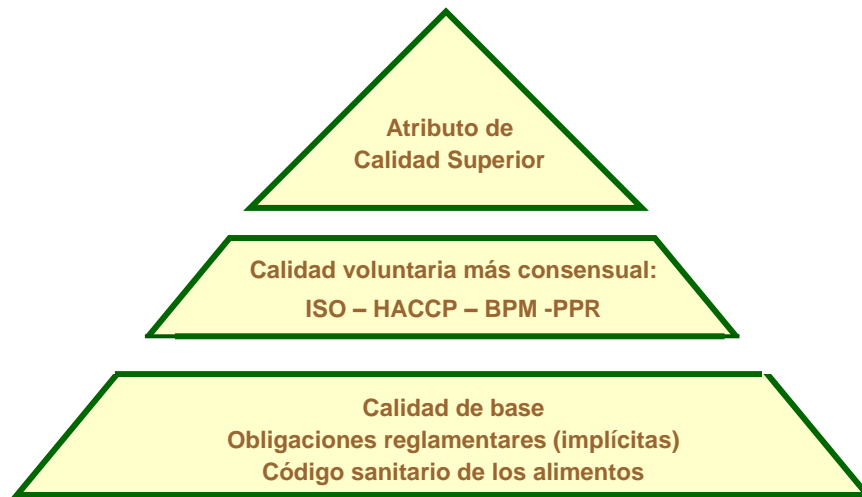 Atributo de
Calidad Superior
Calidad voluntaria más consensual:
ISO – HACCP – BPM -PPR
Calidad de base
Obligaciones reglamentares (implícitas)
Código sanitario de los alimentos